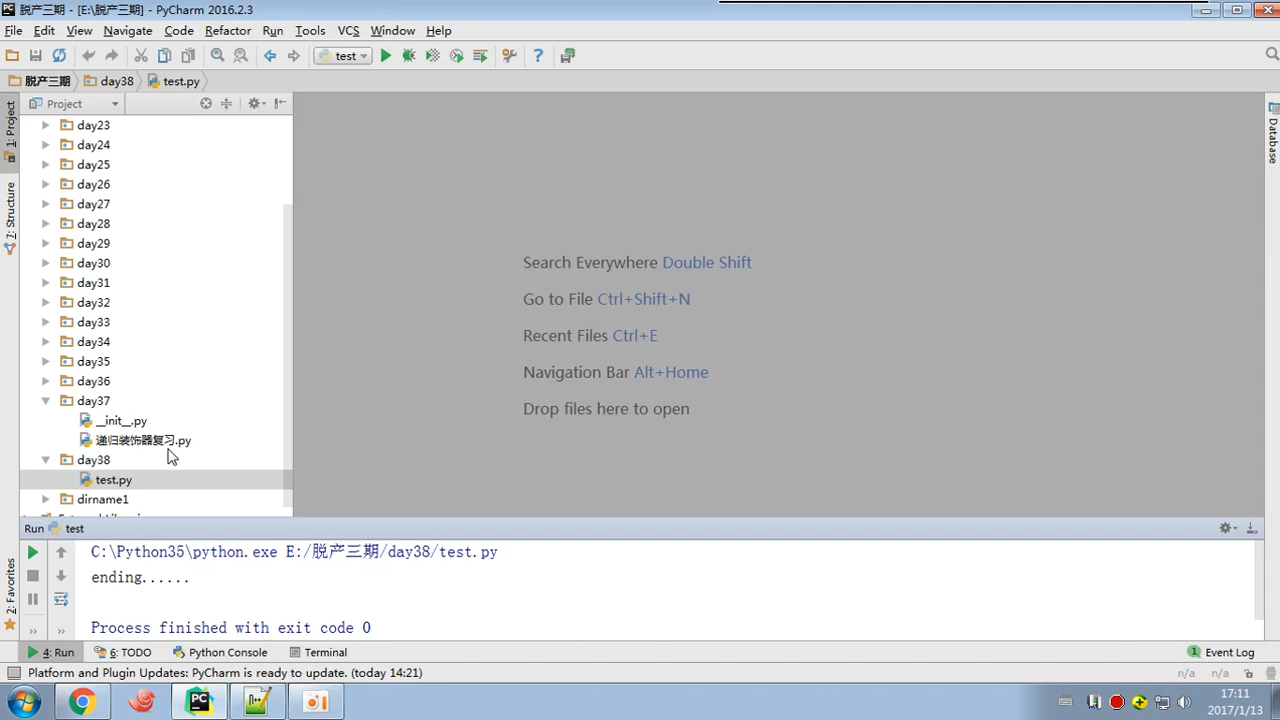 脱产三期 - [E:\脱产三期] - PyCharm 2016.2.3
File Edit View Navigate Code Refactor Run Tools VCS Window Help
test
脱产三期 day38 test.py
1: Project
7: Structure
2: Favorites
Project
day23
day24
day25
day26
day27
day28
day29
day30
day31
day32
day33
day34
day35
day36
day37
__init__.py
递归装饰器复习.py
day38
test.py
dirname1
Search Everywhere Double Shift
Go to File Ctrl+Shift+N
Recent Files Ctrl+E
Navigation Bar Alt+Home
Drop files here to open
Database
Run test
C:\Python35\python.exe E:/脱产三期/day38/test.py
ending......
Process finished with exit code 0
4: Run 6: TODO Python Console Terminal 1 Event Log
Platform and Plugin Updates: PyCharm is ready to update. (today 14:21) n/a n/a
17:11
2017/1/13